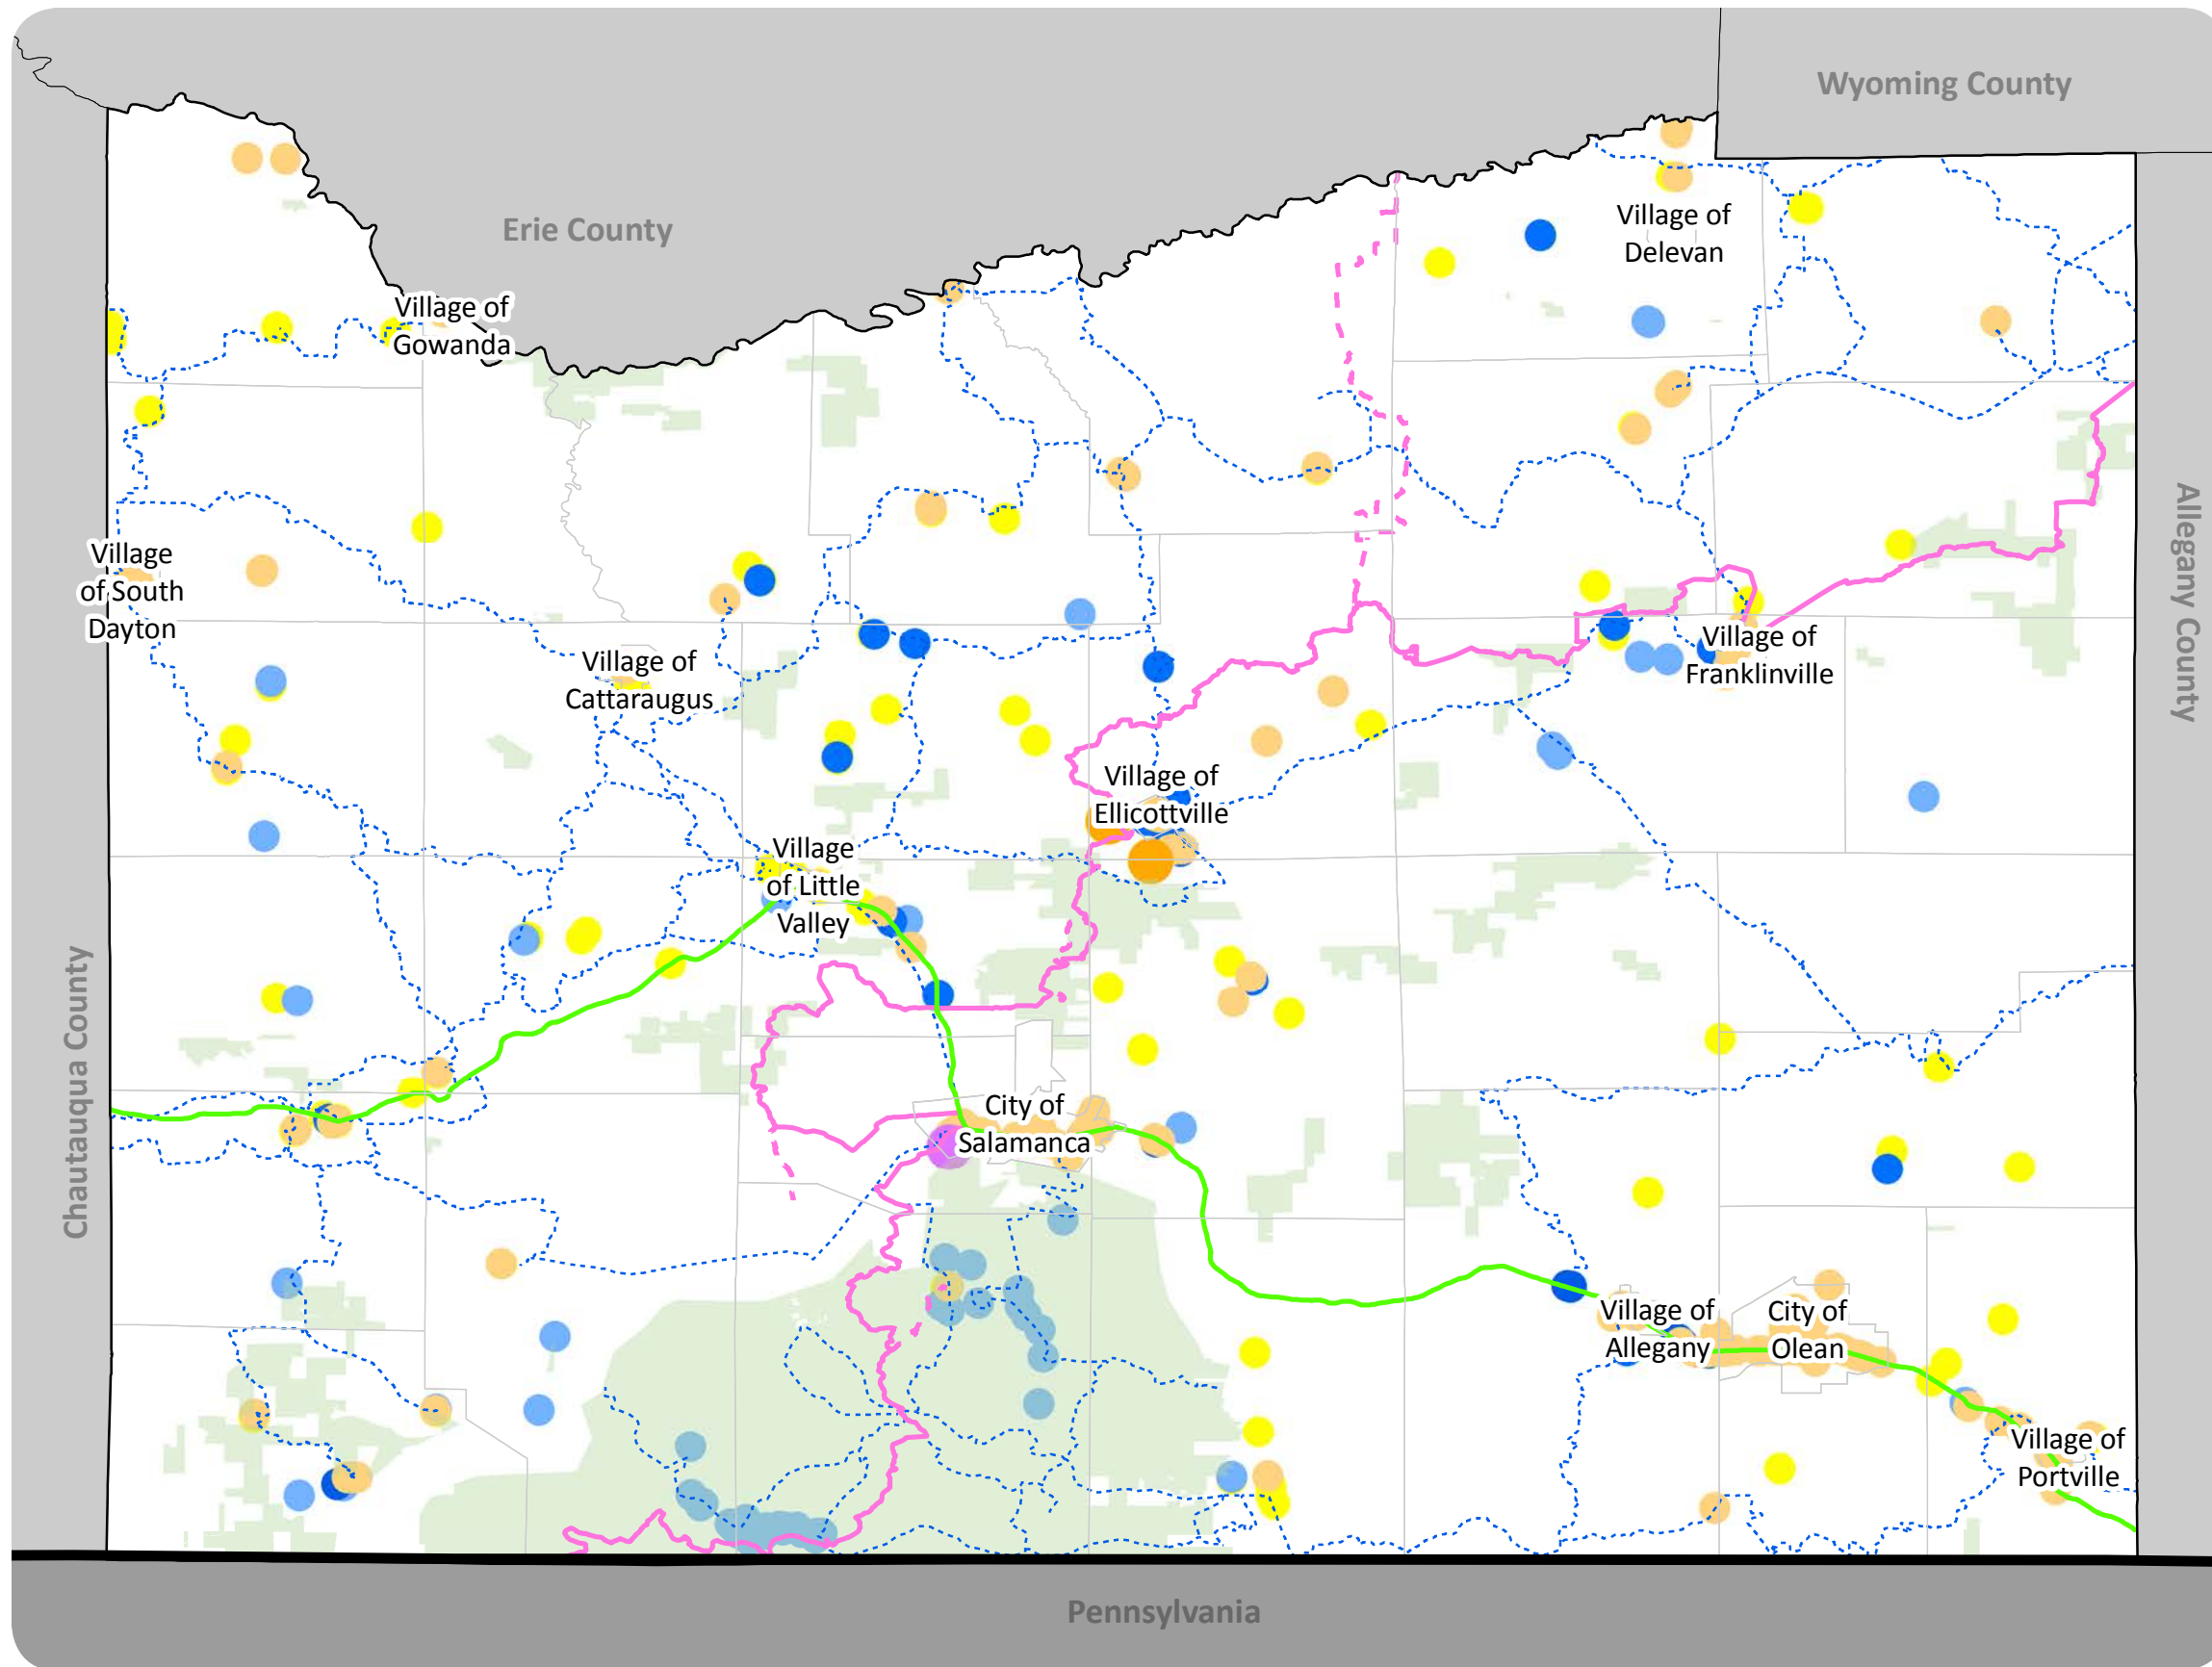 Wyoming County
Erie County
Village of
Delevan
Village of
Gowanda
Village
of South
Dayton
Allegany County
Village of
Cattaraugus
Village of
Franklinville
Village of
Ellicottville
Village
of Little
Valley
Chautauqua County
City of
Salamanca
Village of
Allegany
City of
Olean
Village of
Portville
Pennsylvania